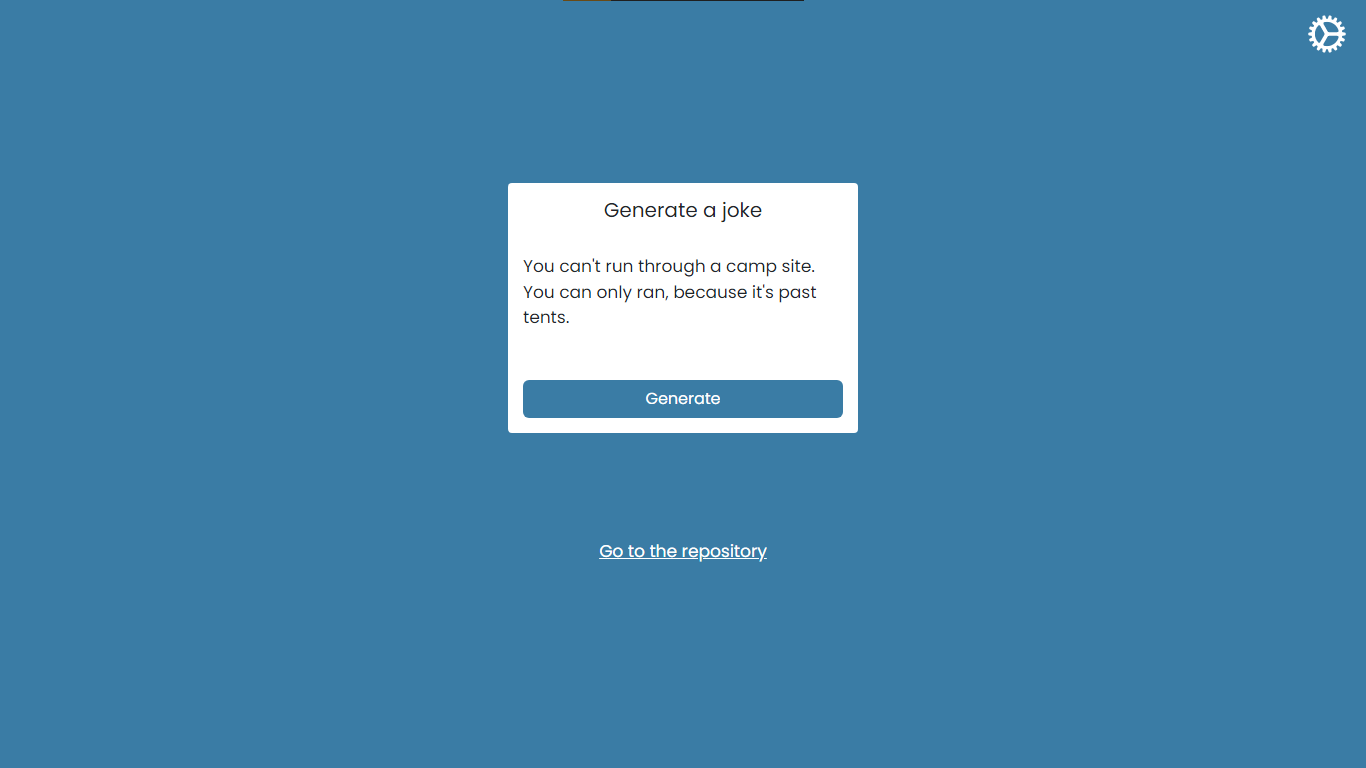 Generate a joke
You can't run through a camp site.
You can only ran, because it's past
tents.
Generate
Go to the repository